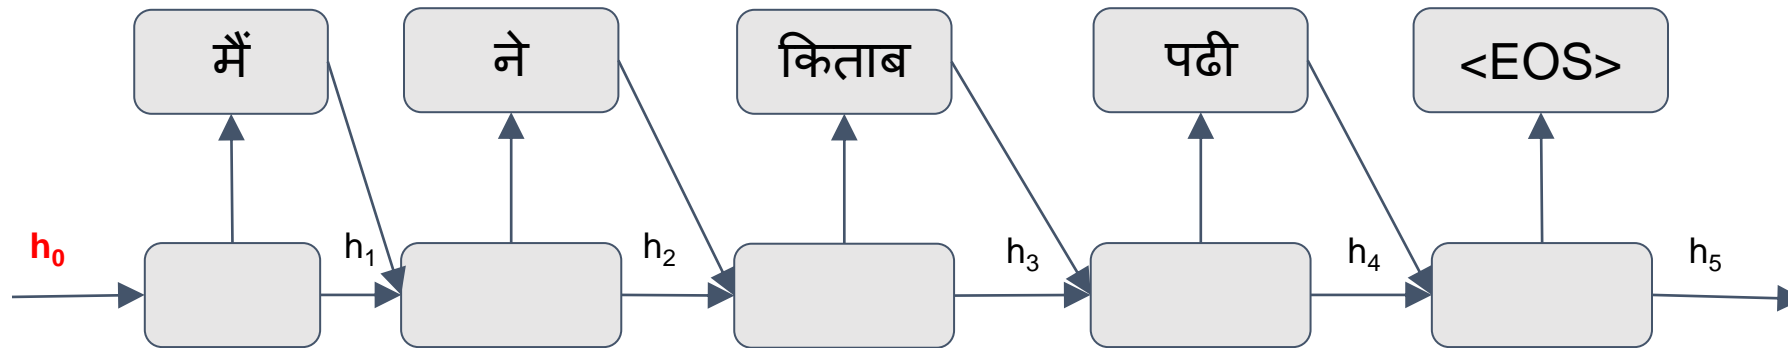 मैं ने किताब पढी <EOS>
h₀ h₁ h₂ h₃ h₄ h₅